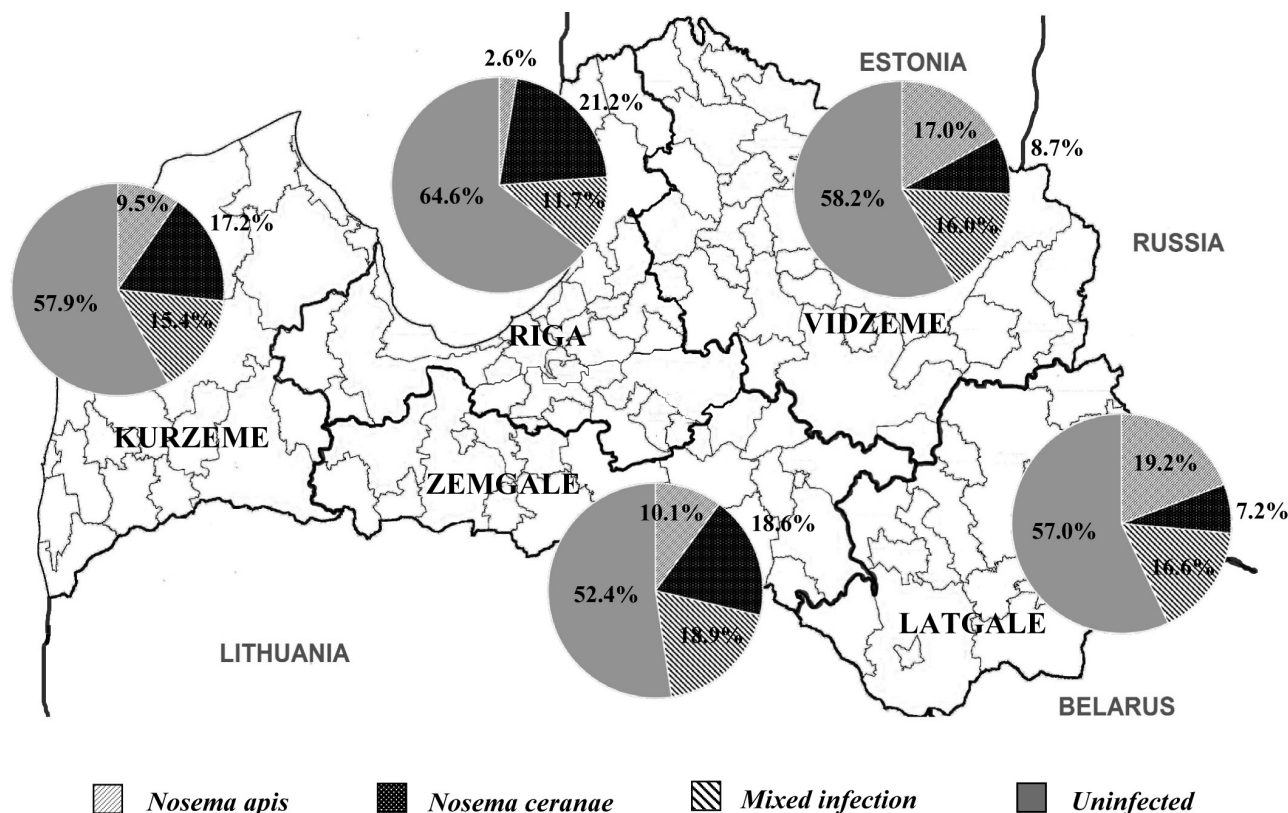 2.6%
ESTONIA
21.2%
17.0%
8.7%
64.6%
11.7%
58.2%
16.0%
9.5%
17.2%
RUSSIA
57.9%
15.4%
RIGA
VIDZEME
KURZEME
ZEMGALE
10.1%
18.6%
19.2%
7.2%
57.0%
16.6%
52.4%
18.9%
LATGALE
LITHUANIA
BELARUS
Nosema apis
Nosema ceranae
Mixed infection
Uninfected